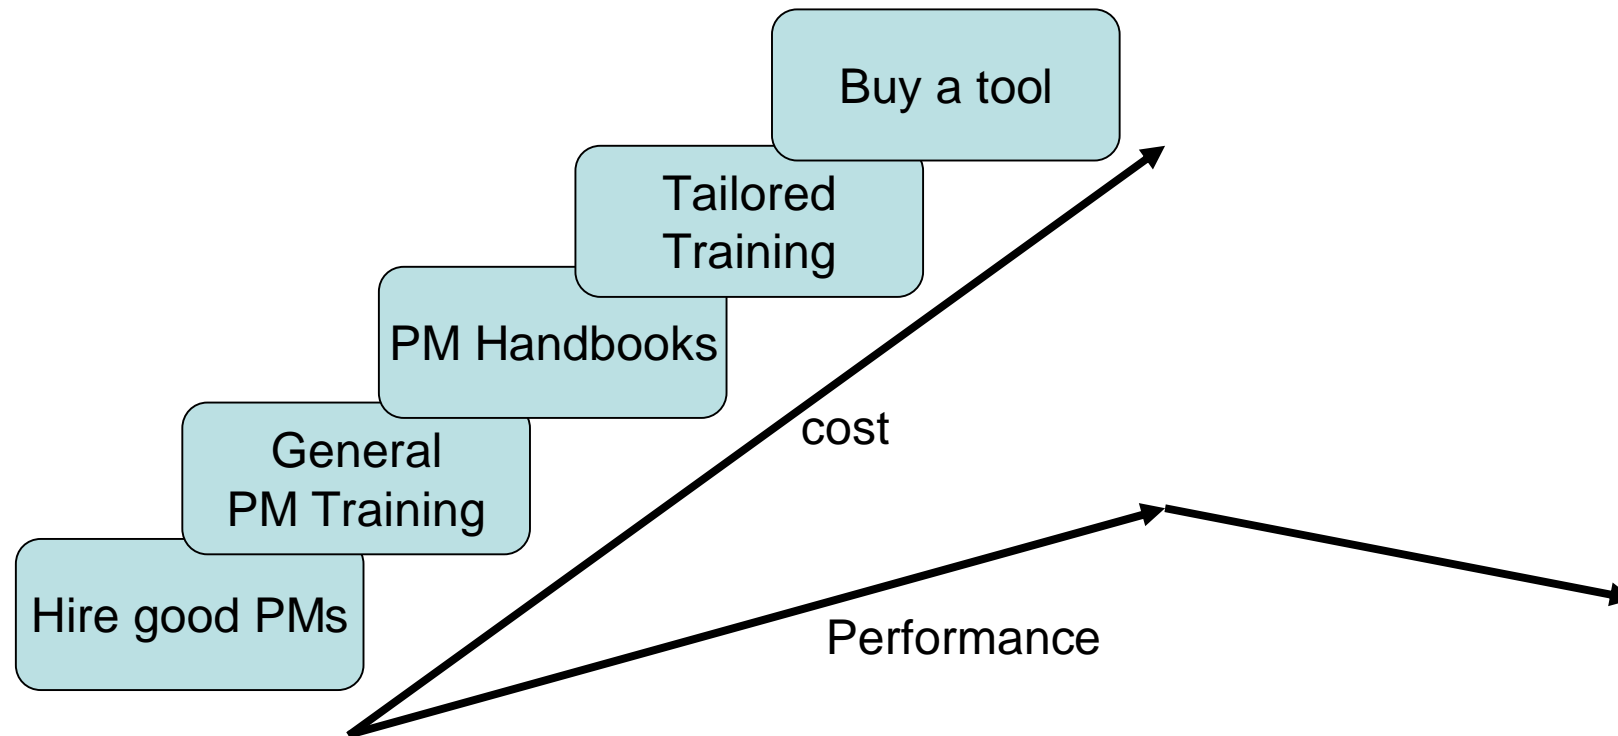 Buy a tool
Tailored
Training
PM Handbooks
General
PM Training
Hire good PMs
cost
Performance